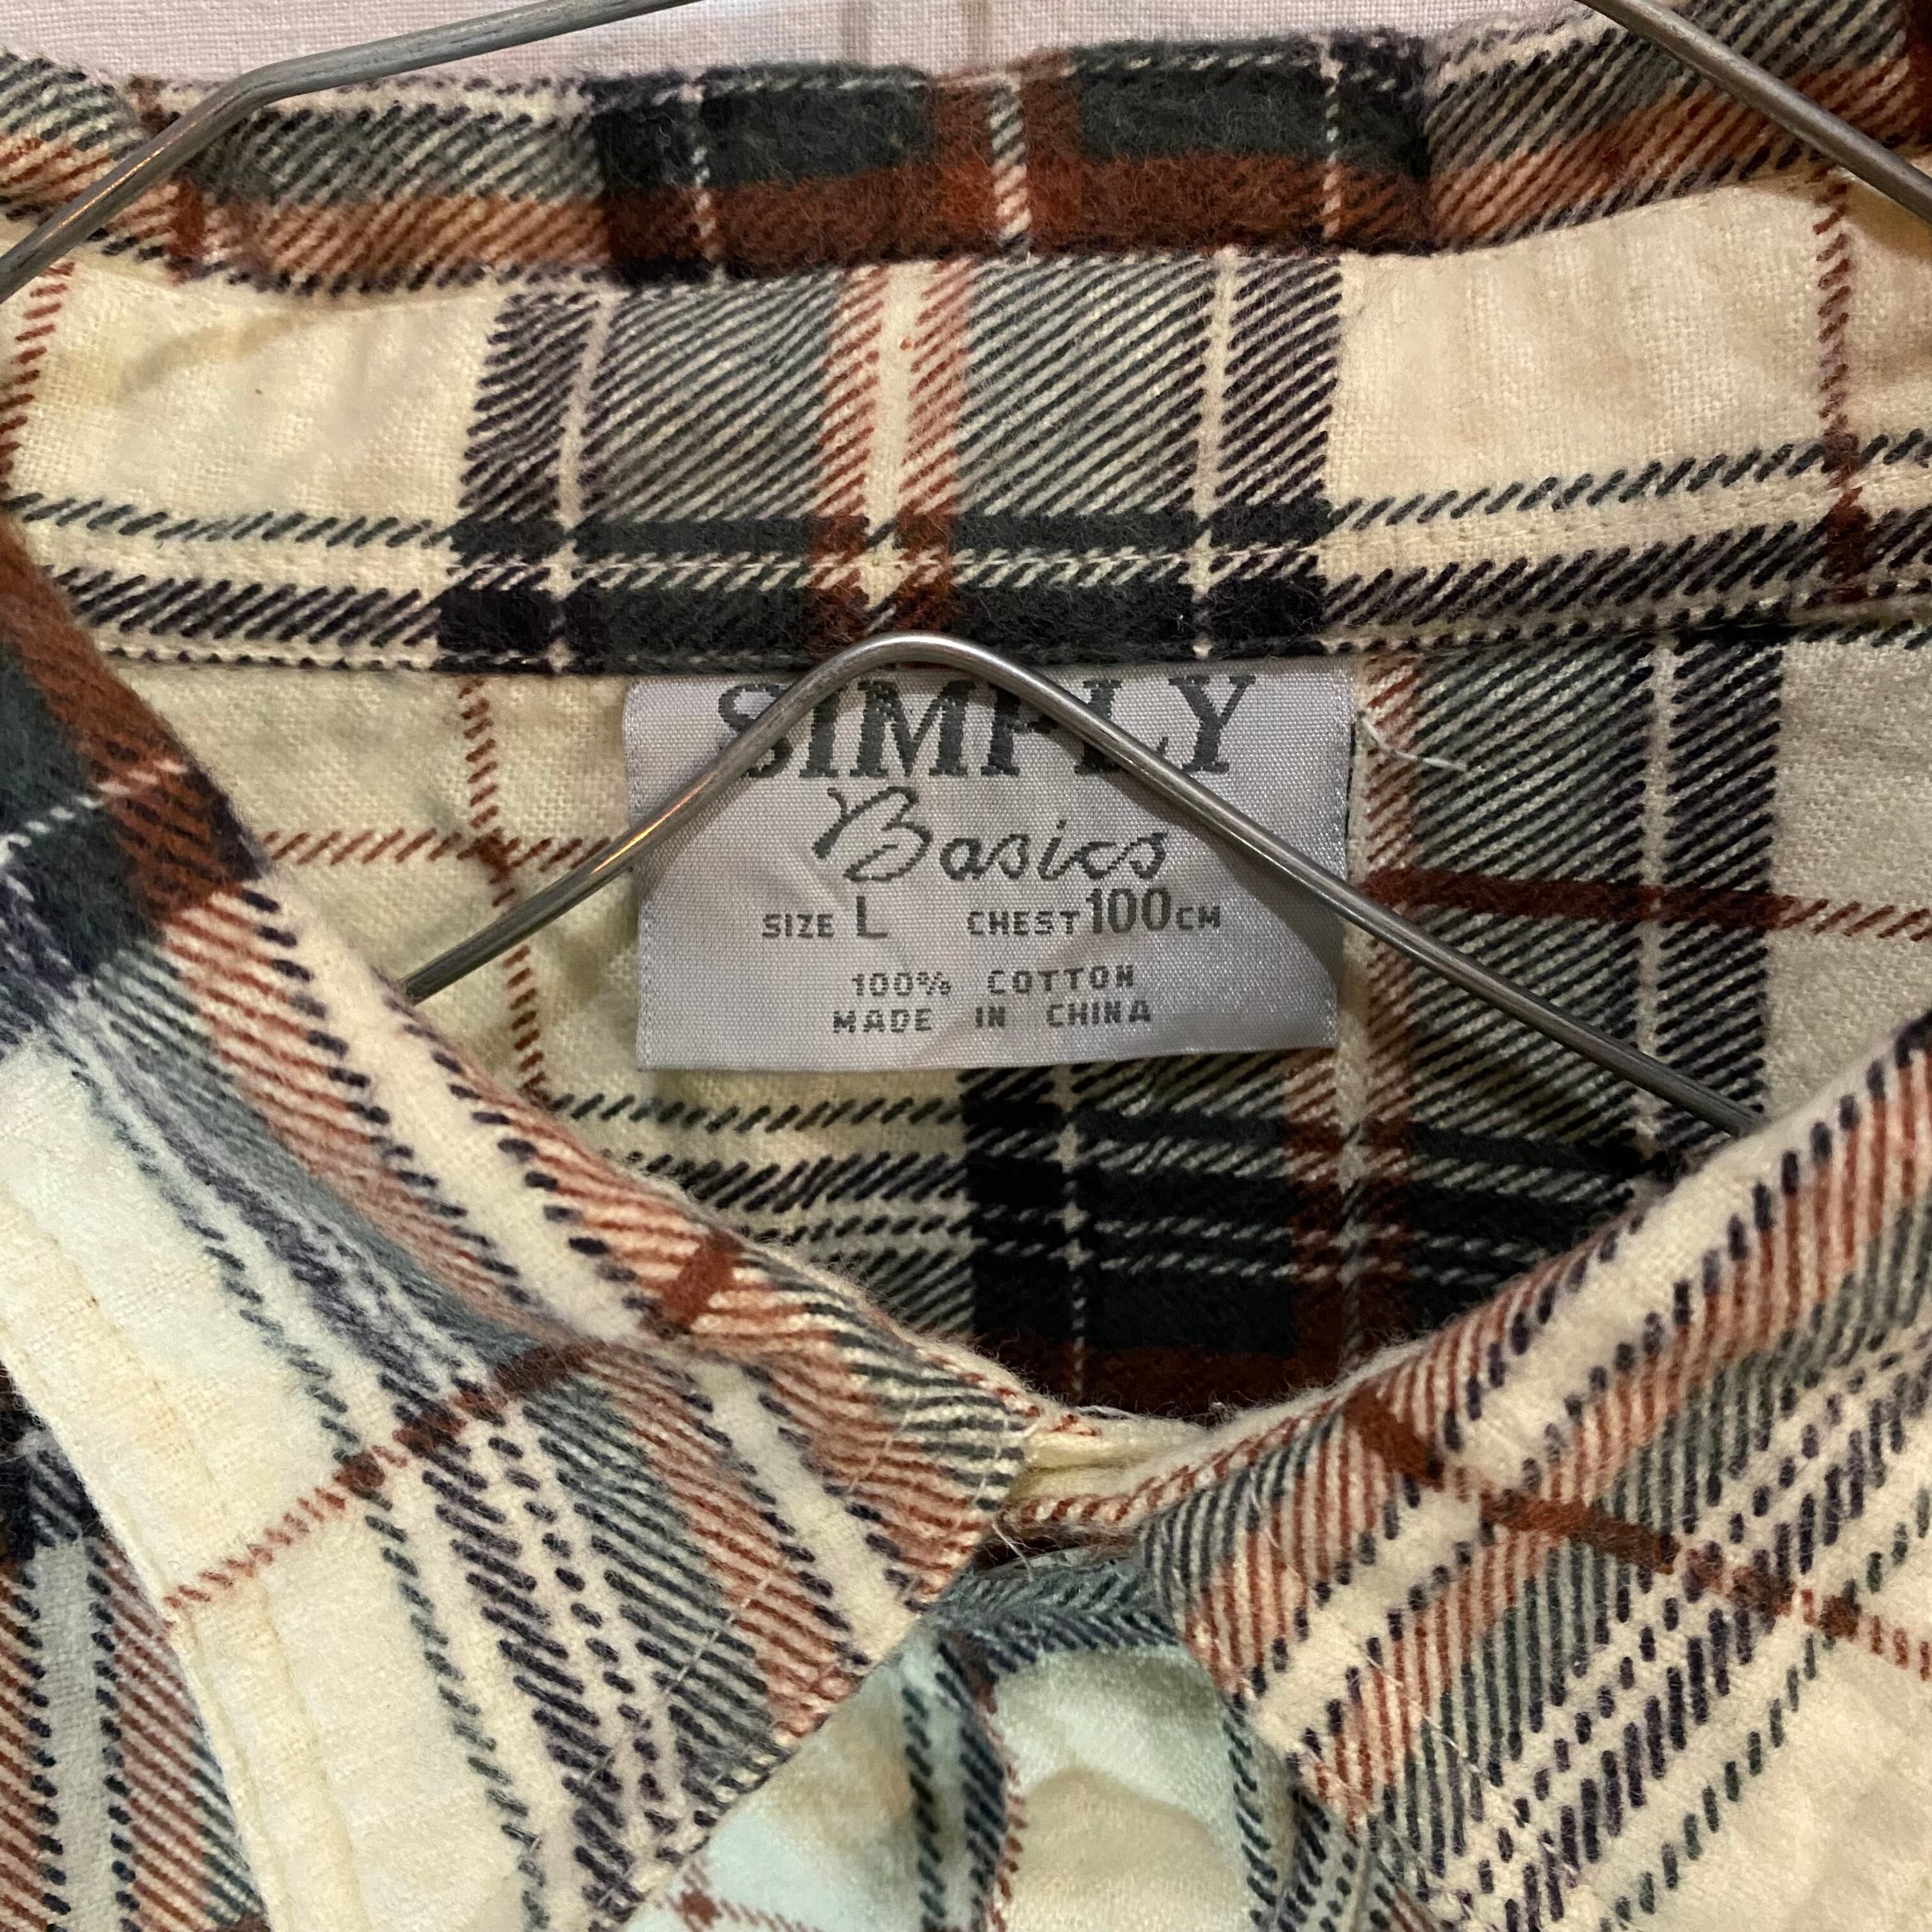 SIMPLY
Basics
SIZE L CHEST 100CM
100% COTTON
MADE IN CHINA